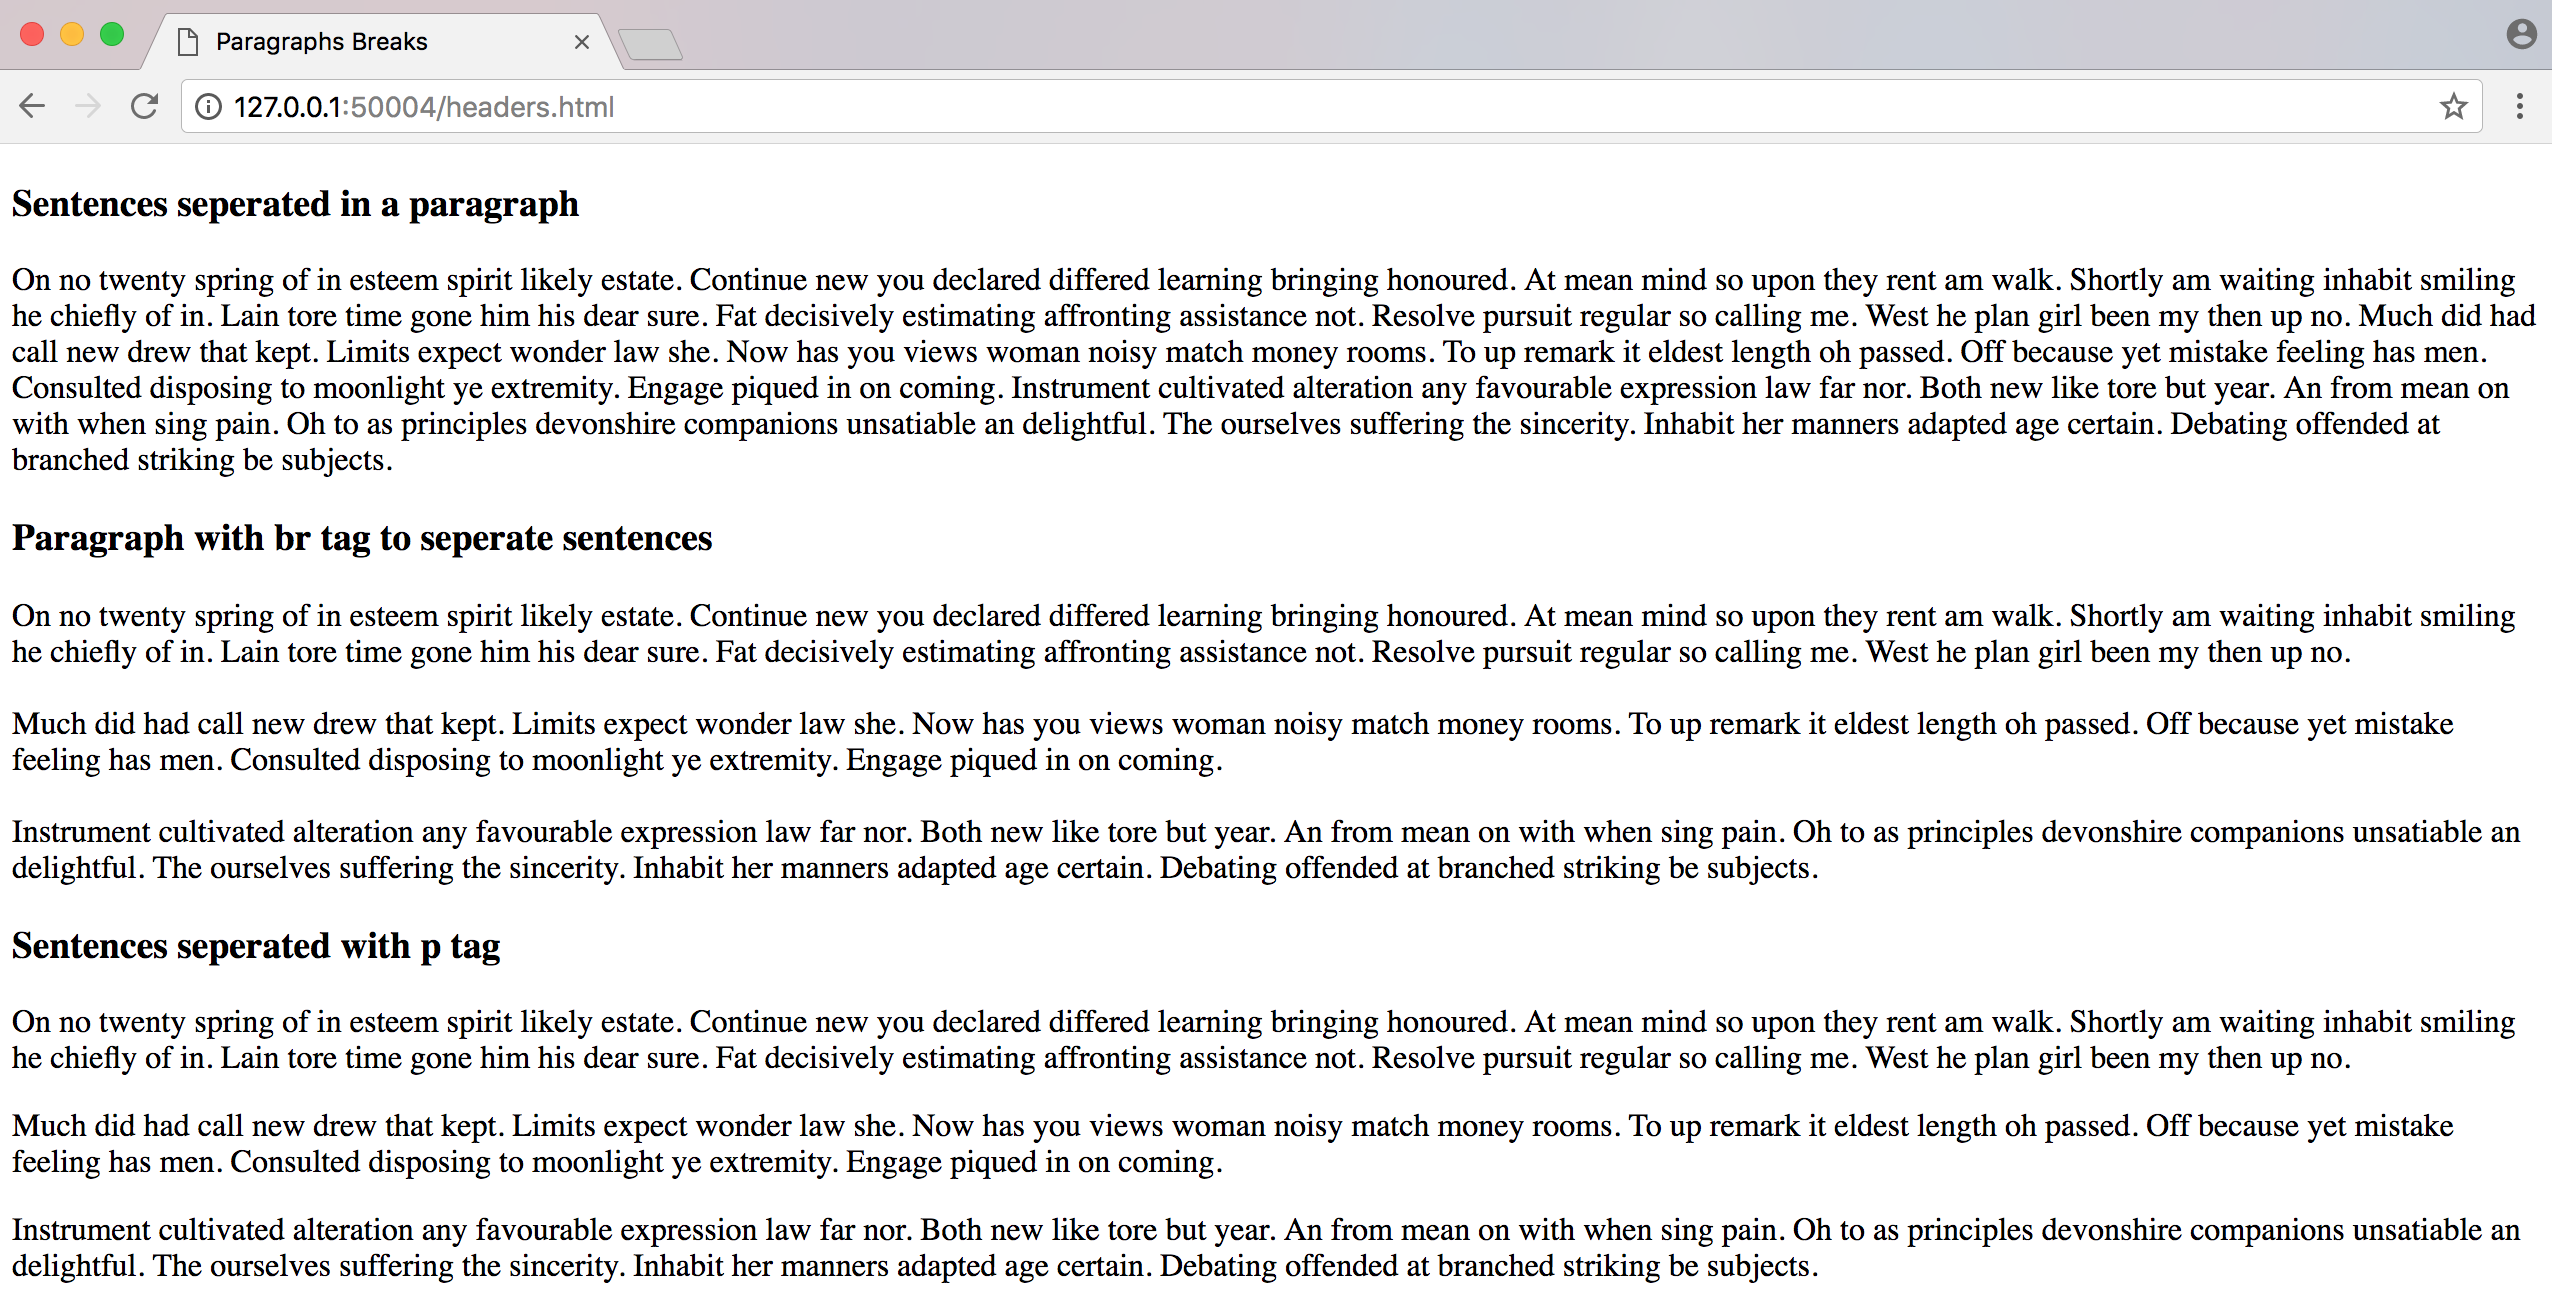 Paragraphs Breaks
127.0.0.1:50004/headers.html
Sentences seperated in a paragraph
On no twenty spring of in esteem spirit likely estate. Continue new you declared differed learning bringing honoured. At mean mind so upon they rent am walk. Shortly am waiting inhabit smiling
he chiefly of in. Lain tore time gone him his dear sure. Fat decisively estimating affronting assistance not. Resolve pursuit regular so calling me. West he plan girl been my then up no. Much did had
call new drew that kept. Limits expect wonder law she. Now has you views woman noisy match money rooms. To up remark it eldest length oh passed. Off because yet mistake feeling has men.
Consulted disposing to moonlight ye extremity. Engage piqued in on coming. Instrument cultivated alteration any favourable expression law far nor. Both new like tore but year. An from mean on
with when sing pain. Oh to as principles devonshire companions unsatiable an delightful. The ourselves suffering the sincerity. Inhabit her manners adapted age certain. Debating offended at
branched striking be subjects.
Paragraph with br tag to seperate sentences
On no twenty spring of in esteem spirit likely estate. Continue new you declared differed learning bringing honoured. At mean mind so upon they rent am walk. Shortly am waiting inhabit smiling
he chiefly of in. Lain tore time gone him his dear sure. Fat decisively estimating affronting assistance not. Resolve pursuit regular so calling me. West he plan girl been my then up no.
Much did had call new drew that kept. Limits expect wonder law she. Now has you views woman noisy match money rooms. To up remark it eldest length oh passed. Off because yet mistake
feeling has men. Consulted disposing to moonlight ye extremity. Engage piqued in on coming.
Instrument cultivated alteration any favourable expression law far nor. Both new like tore but year. An from mean on with when sing pain. Oh to as principles devonshire companions unsatiable an
delightful. The ourselves suffering the sincerity. Inhabit her manners adapted age certain. Debating offended at branched striking be subjects.
Sentences seperated with p tag
On no twenty spring of in esteem spirit likely estate. Continue new you declared differed learning bringing honoured. At mean mind so upon they rent am walk. Shortly am waiting inhabit smiling
he chiefly of in. Lain tore time gone him his dear sure. Fat decisively estimating affronting assistance not. Resolve pursuit regular so calling me. West he plan girl been my then up no.
Much did had call new drew that kept. Limits expect wonder law she. Now has you views woman noisy match money rooms. To up remark it eldest length oh passed. Off because yet mistake
feeling has men. Consulted disposing to moonlight ye extremity. Engage piqued in on coming.
Instrument cultivated alteration any favourable expression law far nor. Both new like tore but year. An from mean on with when sing pain. Oh to as principles devonshire companions unsatiable an
delightful. The ourselves suffering the sincerity. Inhabit her manners adapted age certain. Debating offended at branched striking be subjects.